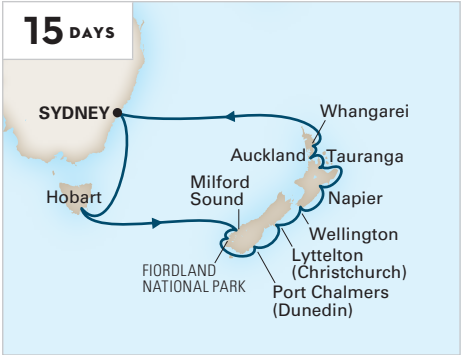 15 DAYS
SYDNEY
Whangarei
Auckland
Tauranga
Hobart
Milford
Sound
Napier
Wellington
FIORDLAND
NATIONAL PARK
Lyttelton
(Christchurch)
Port Chalmers
(Dunedin)